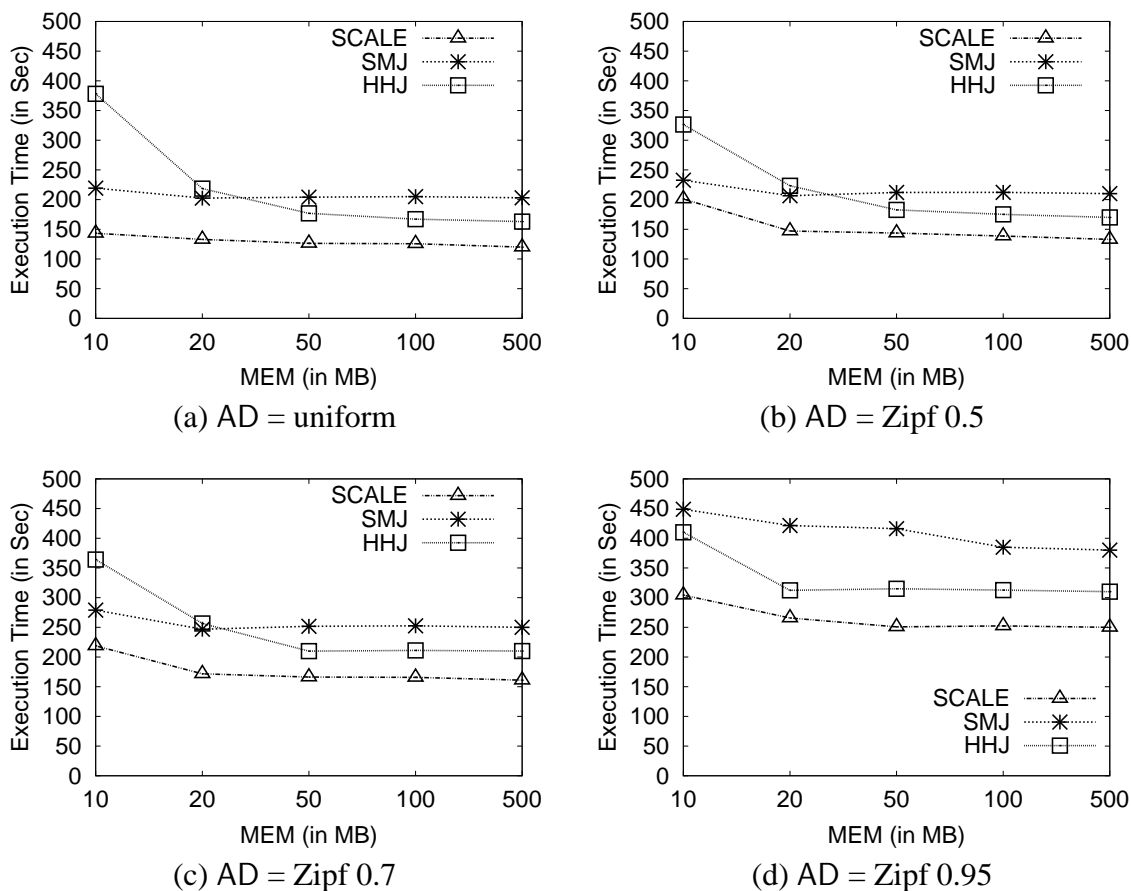 500
450
400
350
300
250
200
150
100
50
0
Execution Time (in Sec)
SCALE
SMJ
HHJ
10 20 50 100 500
MEM (in MB)
(a) AD = uniform
500
450
400
350
300
250
200
150
100
50
0
Execution Time (in Sec)
SCALE
SMJ
HHJ
10 20 50 100 500
MEM (in MB)
(b) AD = Zipf 0.5
500
450
400
350
300
250
200
150
100
50
0
Execution Time (in Sec)
SCALE
SMJ
HHJ
10 20 50 100 500
MEM (in MB)
(c) AD = Zipf 0.7
500
450
400
350
300
250
200
150
100
50
0
Execution Time (in Sec)
SCALE
SMJ
HHJ
10 20 50 100 500
MEM (in MB)
(d) AD = Zipf 0.95